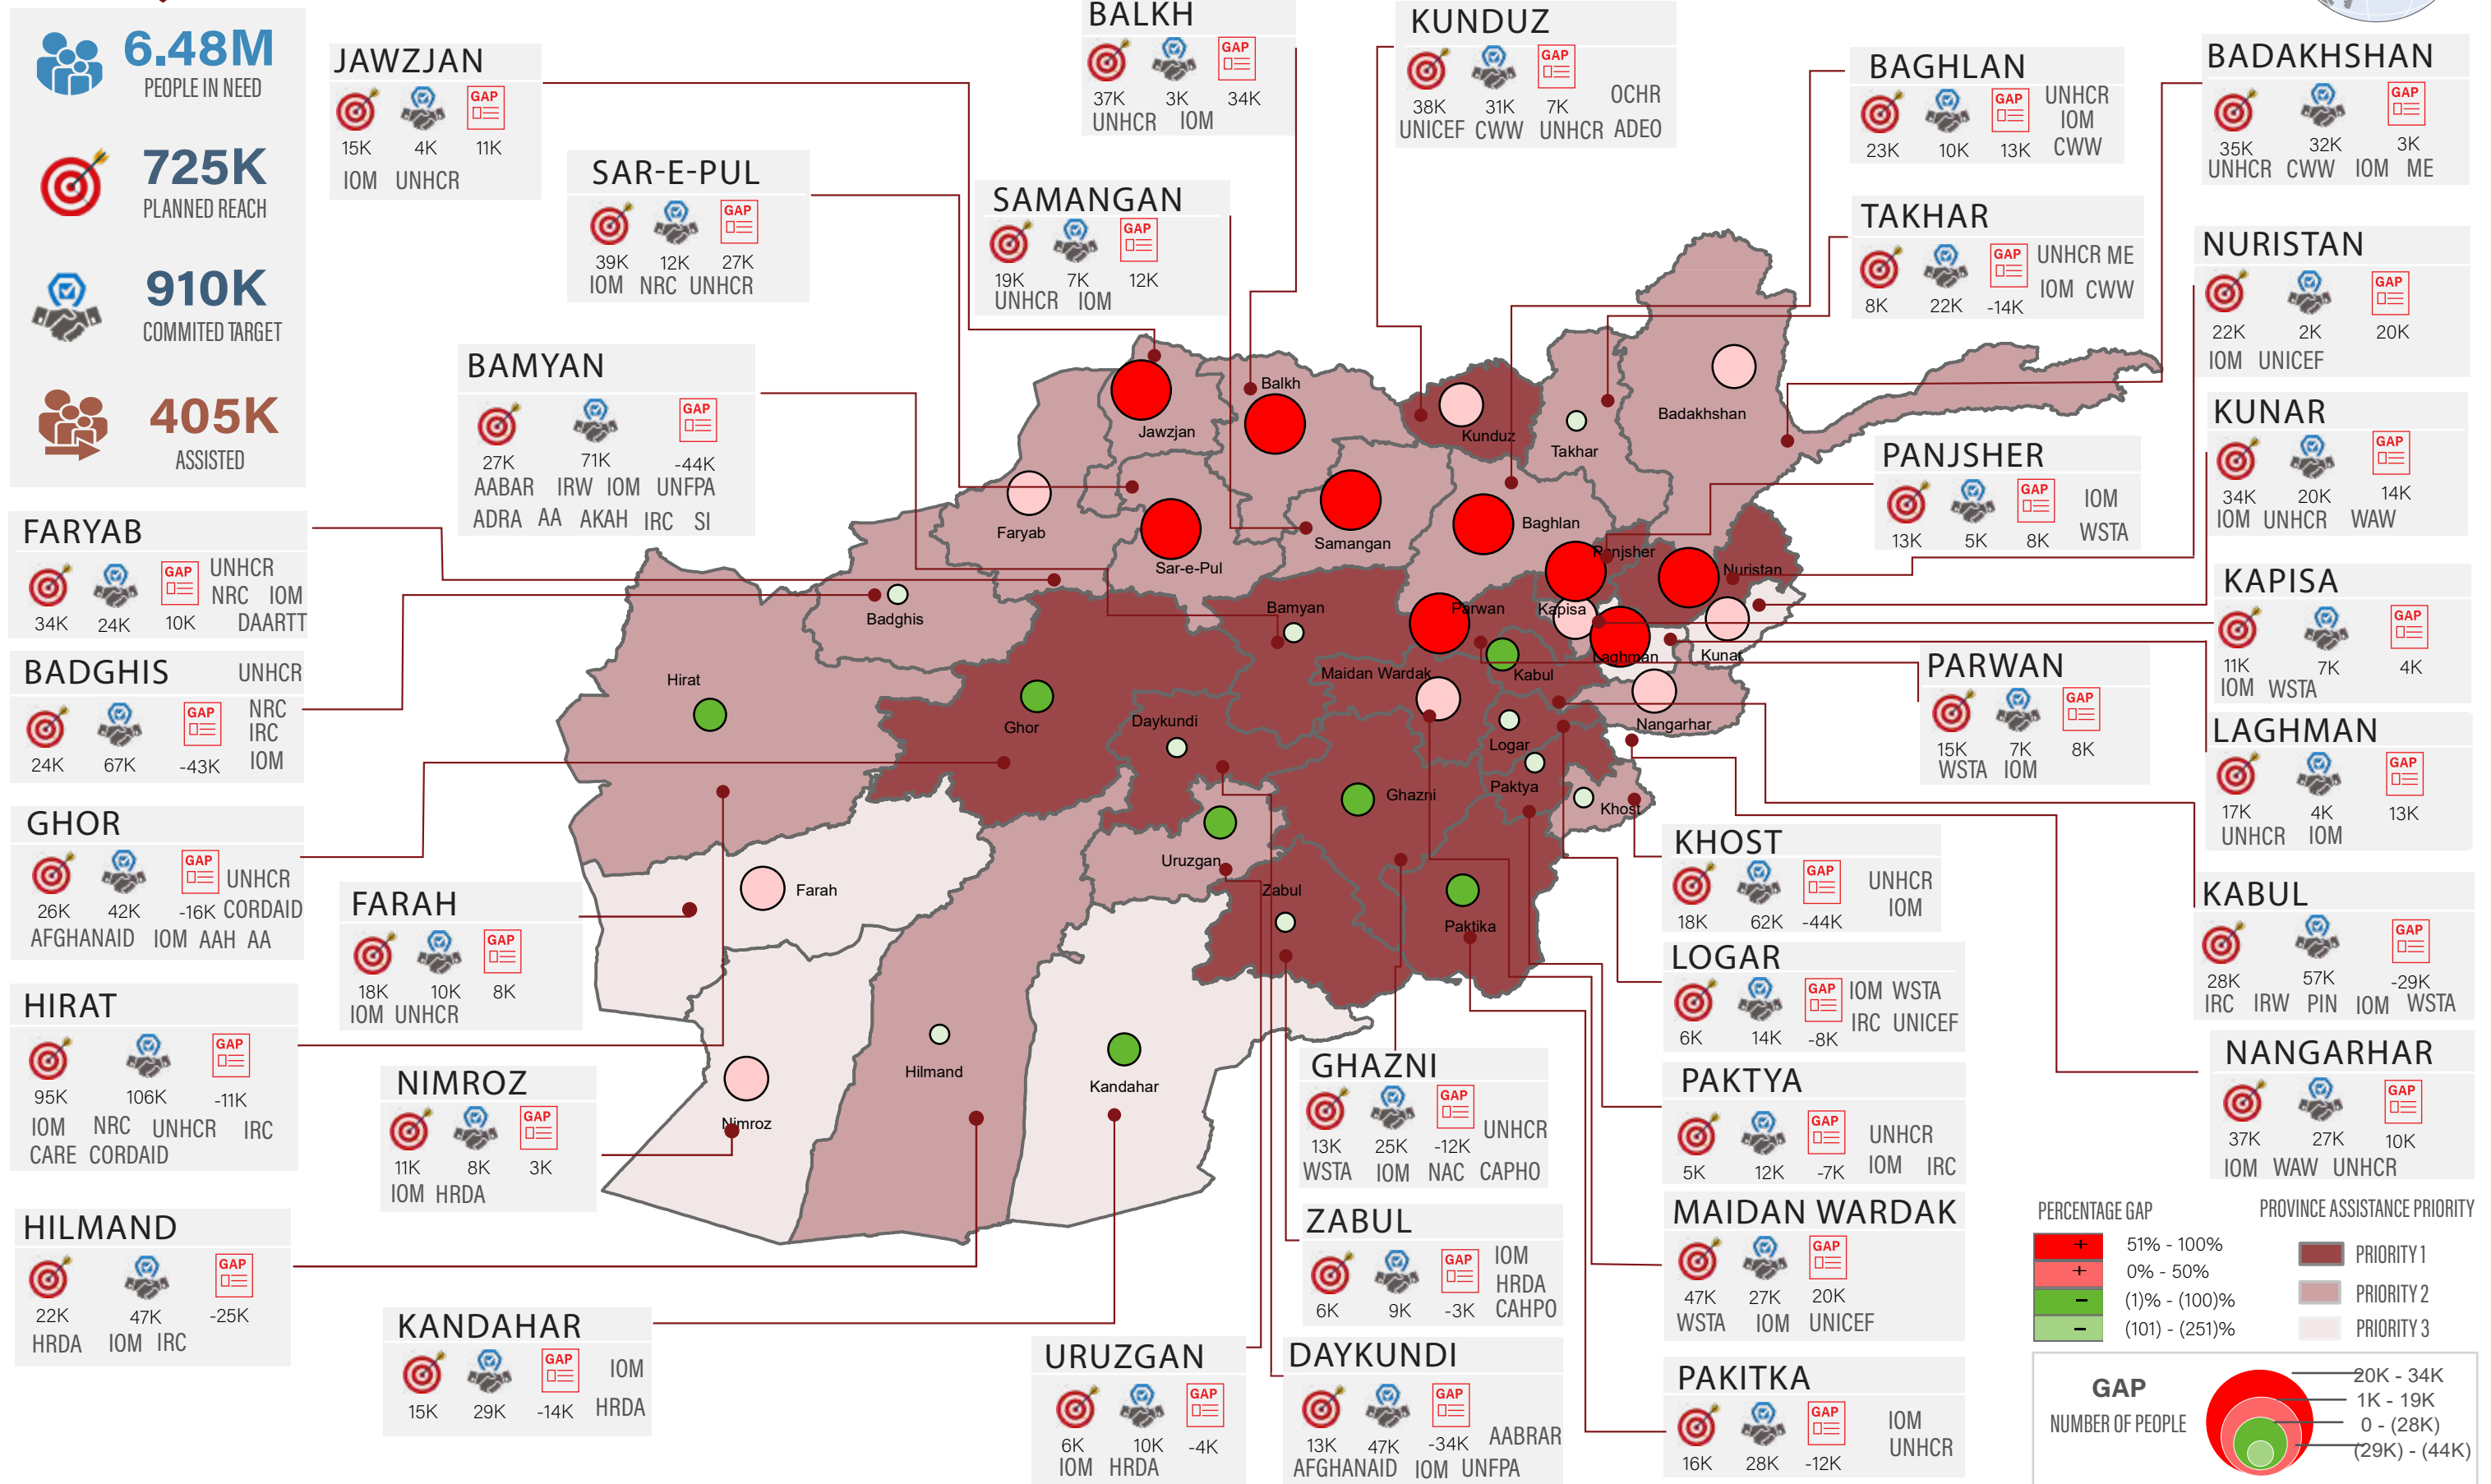 6.48M
PEOPLE IN NEED
725K
PLANNED REACH
910K
COMMITED TARGET
405K
ASSISTED
JAWZJAN
GAP
15K 4K 11K
IOM UNHCR
SAR-E-PUL
GAP
39K 12K 27K
IOM NRC UNHCR
BALKH
GAP
37K 3K 34K
UNHCR IOM
SAMANGAN
GAP
19K 7K 12K
UNHCR IOM
KUNDUZ
GAP
38K 31K 7K OCHR
UNICEF CWW UNHCR ADEO
BAGHLAN
GAP UNHCR
IOM
23K 10K 13K CWW
BADAKHSHAN
GAP
35K 32K 3K
UNHCR CWW IOM ME
TAKHAR
GAP UNHCR ME
IOM CWW
8K 22K -14K
NURISTAN
GAP
22K 2K 20K
IOM UNICEF
KUNAR
GAP
34K 20K 14K
IOM UNHCR WAW
PANJSHER
GAP IOM
13K 5K 8K WSTA
KAPISA
GAP
11K 7K 4K
IOM WSTA
PARWAN
GAP
15K 7K 8K
WSTA IOM
LAGHMAN
GAP
17K 4K 13K
UNHCR IOM
KABUL
GAP
28K 57K -29K
IRC IRW PIN IOM WSTA
NANGARHAR
GAP
37K 27K 10K
IOM WAW UNHCR
BAMYAN
GAP
27K 71K -44K
AABAR IRW IOM UNFPA
ADRA AA AKAH IRC SI
FARYAB
GAP UNHCR
NRC IOM
34K 24K 10K DAARTT
BADGHIS UNHCR
GAP NRC
IRC
24K 67K -43K IOM
GHOR
GAP UNHCR
26K 42K -16K CORDAID
AFGHANAID IOM AAH AA
HIRAT
GAP
95K 106K -11K
IOM NRC UNHCR IRC
CARE CORDAID
HILMAND
GAP
22K 47K -25K
HRDA IOM IRC
FARAH
GAP
18K 10K 8K
IOM UNHCR
NIMROZ
GAP
11K 8K 3K
IOM HRDA
KANDAHAR
GAP IOM
15K 29K -14K HRDA
URUZGAN
GAP
6K 10K -4K
IOM HRDA
DAYKUNDI
GAP
13K 47K -34K AABRAR
AFGHANAID IOM UNFPA
ZABUL
GAP IOM
HRDA
6K 9K -3K CAHPO
GHAZNI
GAP
UNHCR
13K 25K -12K
WSTA IOM NAC CAPHO
KHOST
GAP UNHCR
IOM
18K 62K -44K
LOGAR
GAP IOM WSTA
IRC UNICEF
6K 14K -8K
PAKTYA
GAP UNHCR
IOM IRC
5K 12K -7K
MAIDAN WARDAK
GAP
47K 27K 20K
WSTA IOM UNICEF
PAKITKA
GAP IOM
UNHCR
16K 28K -12K
Jawzjan
Balkh
Kunduz
Takhar
Badakhshan
Faryab
Sar-e-Pul
Samangan
Baghlan
Panjsher
Nuristan
Badghis
Bamyan
Parwan
Kapisa
Laghman
Kunar
Hirat
Ghor
Daykundi
Maidan Wardak
Kabul
Nangarhar
Logar
Paktya
Khost
Ghazni
Uruzgan
Zabul
Paktika
Farah
Nimroz
Hilmand
Kandahar
PERCENTAGE GAP
+ 51% - 100%
+ 0% - 50%
- (1)% - (100)%
- (101) - (251)%
PROVINCE ASSISTANCE PRIORITY
PRIORITY 1
PRIORITY 2
PRIORITY 3
GAP
NUMBER OF PEOPLE
20K - 34K
1K - 19K
0 - (28K)
(29K) - (44K)